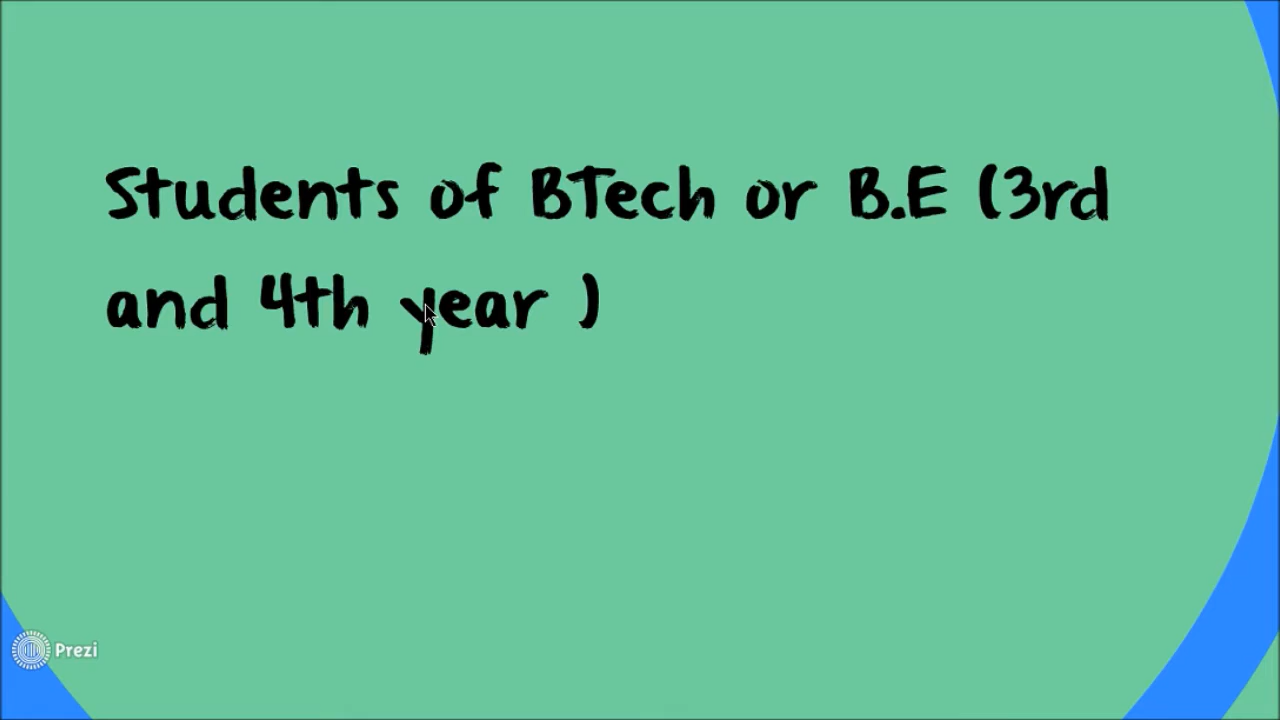 Students of BTech or B.E (3rd
and 4th year )
Prezi